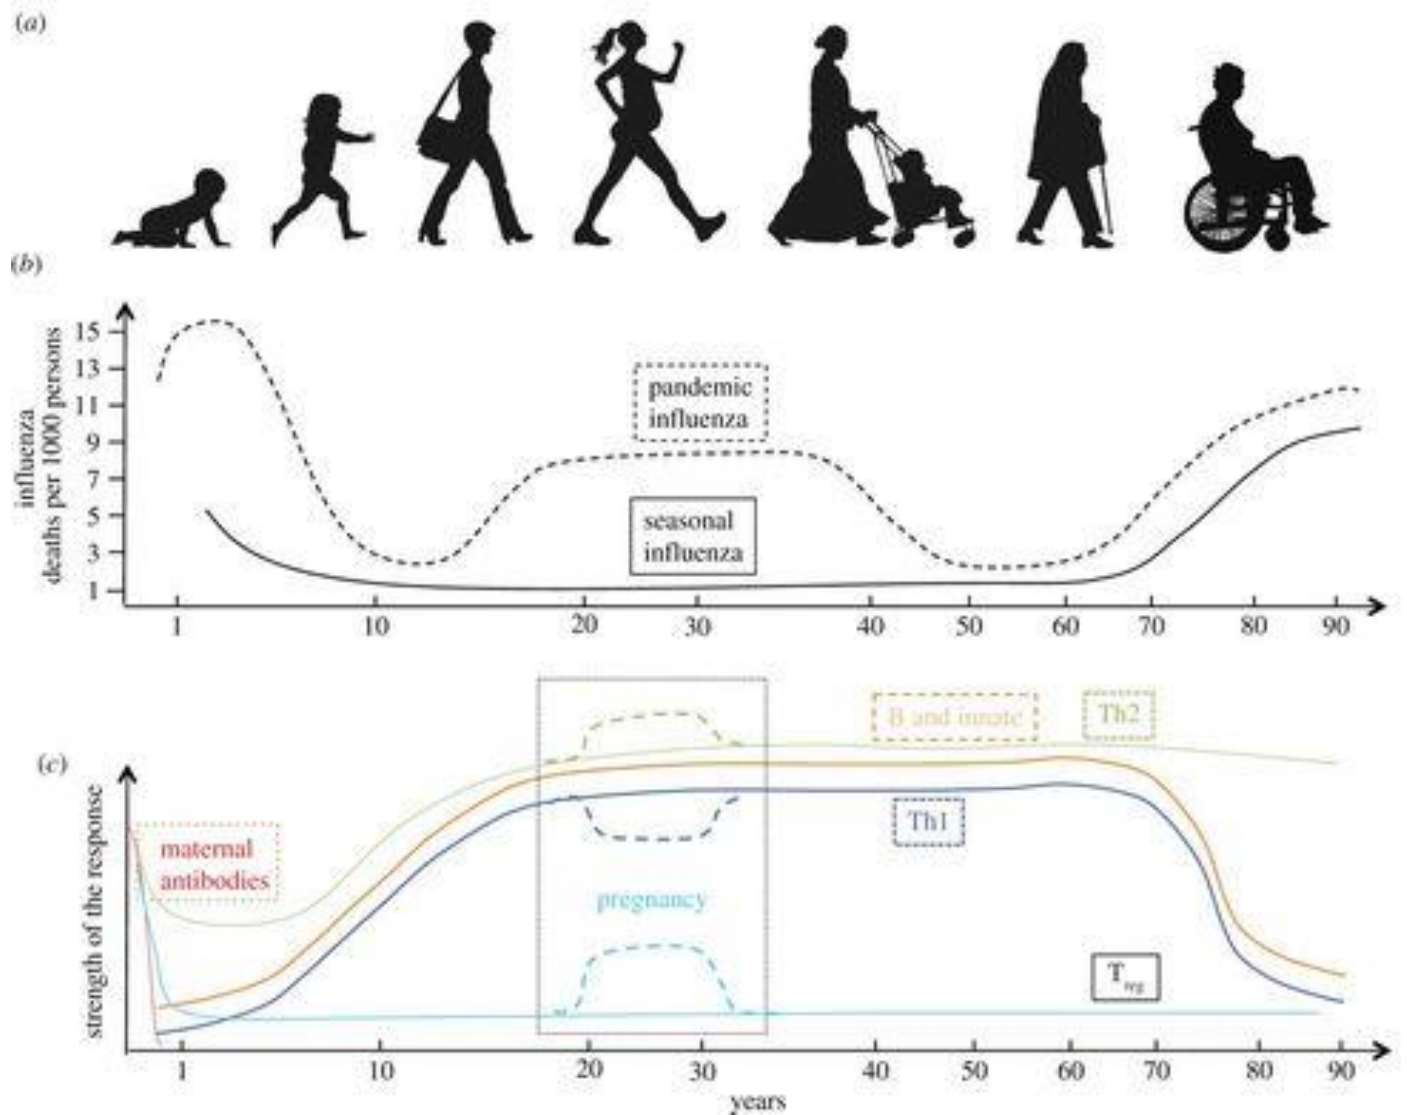 (a)
(b)
influenza
deaths per 1000 persons
15
13
11
9
7
5
3
1
pandemic
influenza
seasonal
influenza
1 10 20 30 40 50 60 70 80 90
(c)
strength of the response
maternal
antibodies
B and innate
Th2
Th1
pregnancy
Treg
1 10 20 30 40 50 60 70 80 90
years